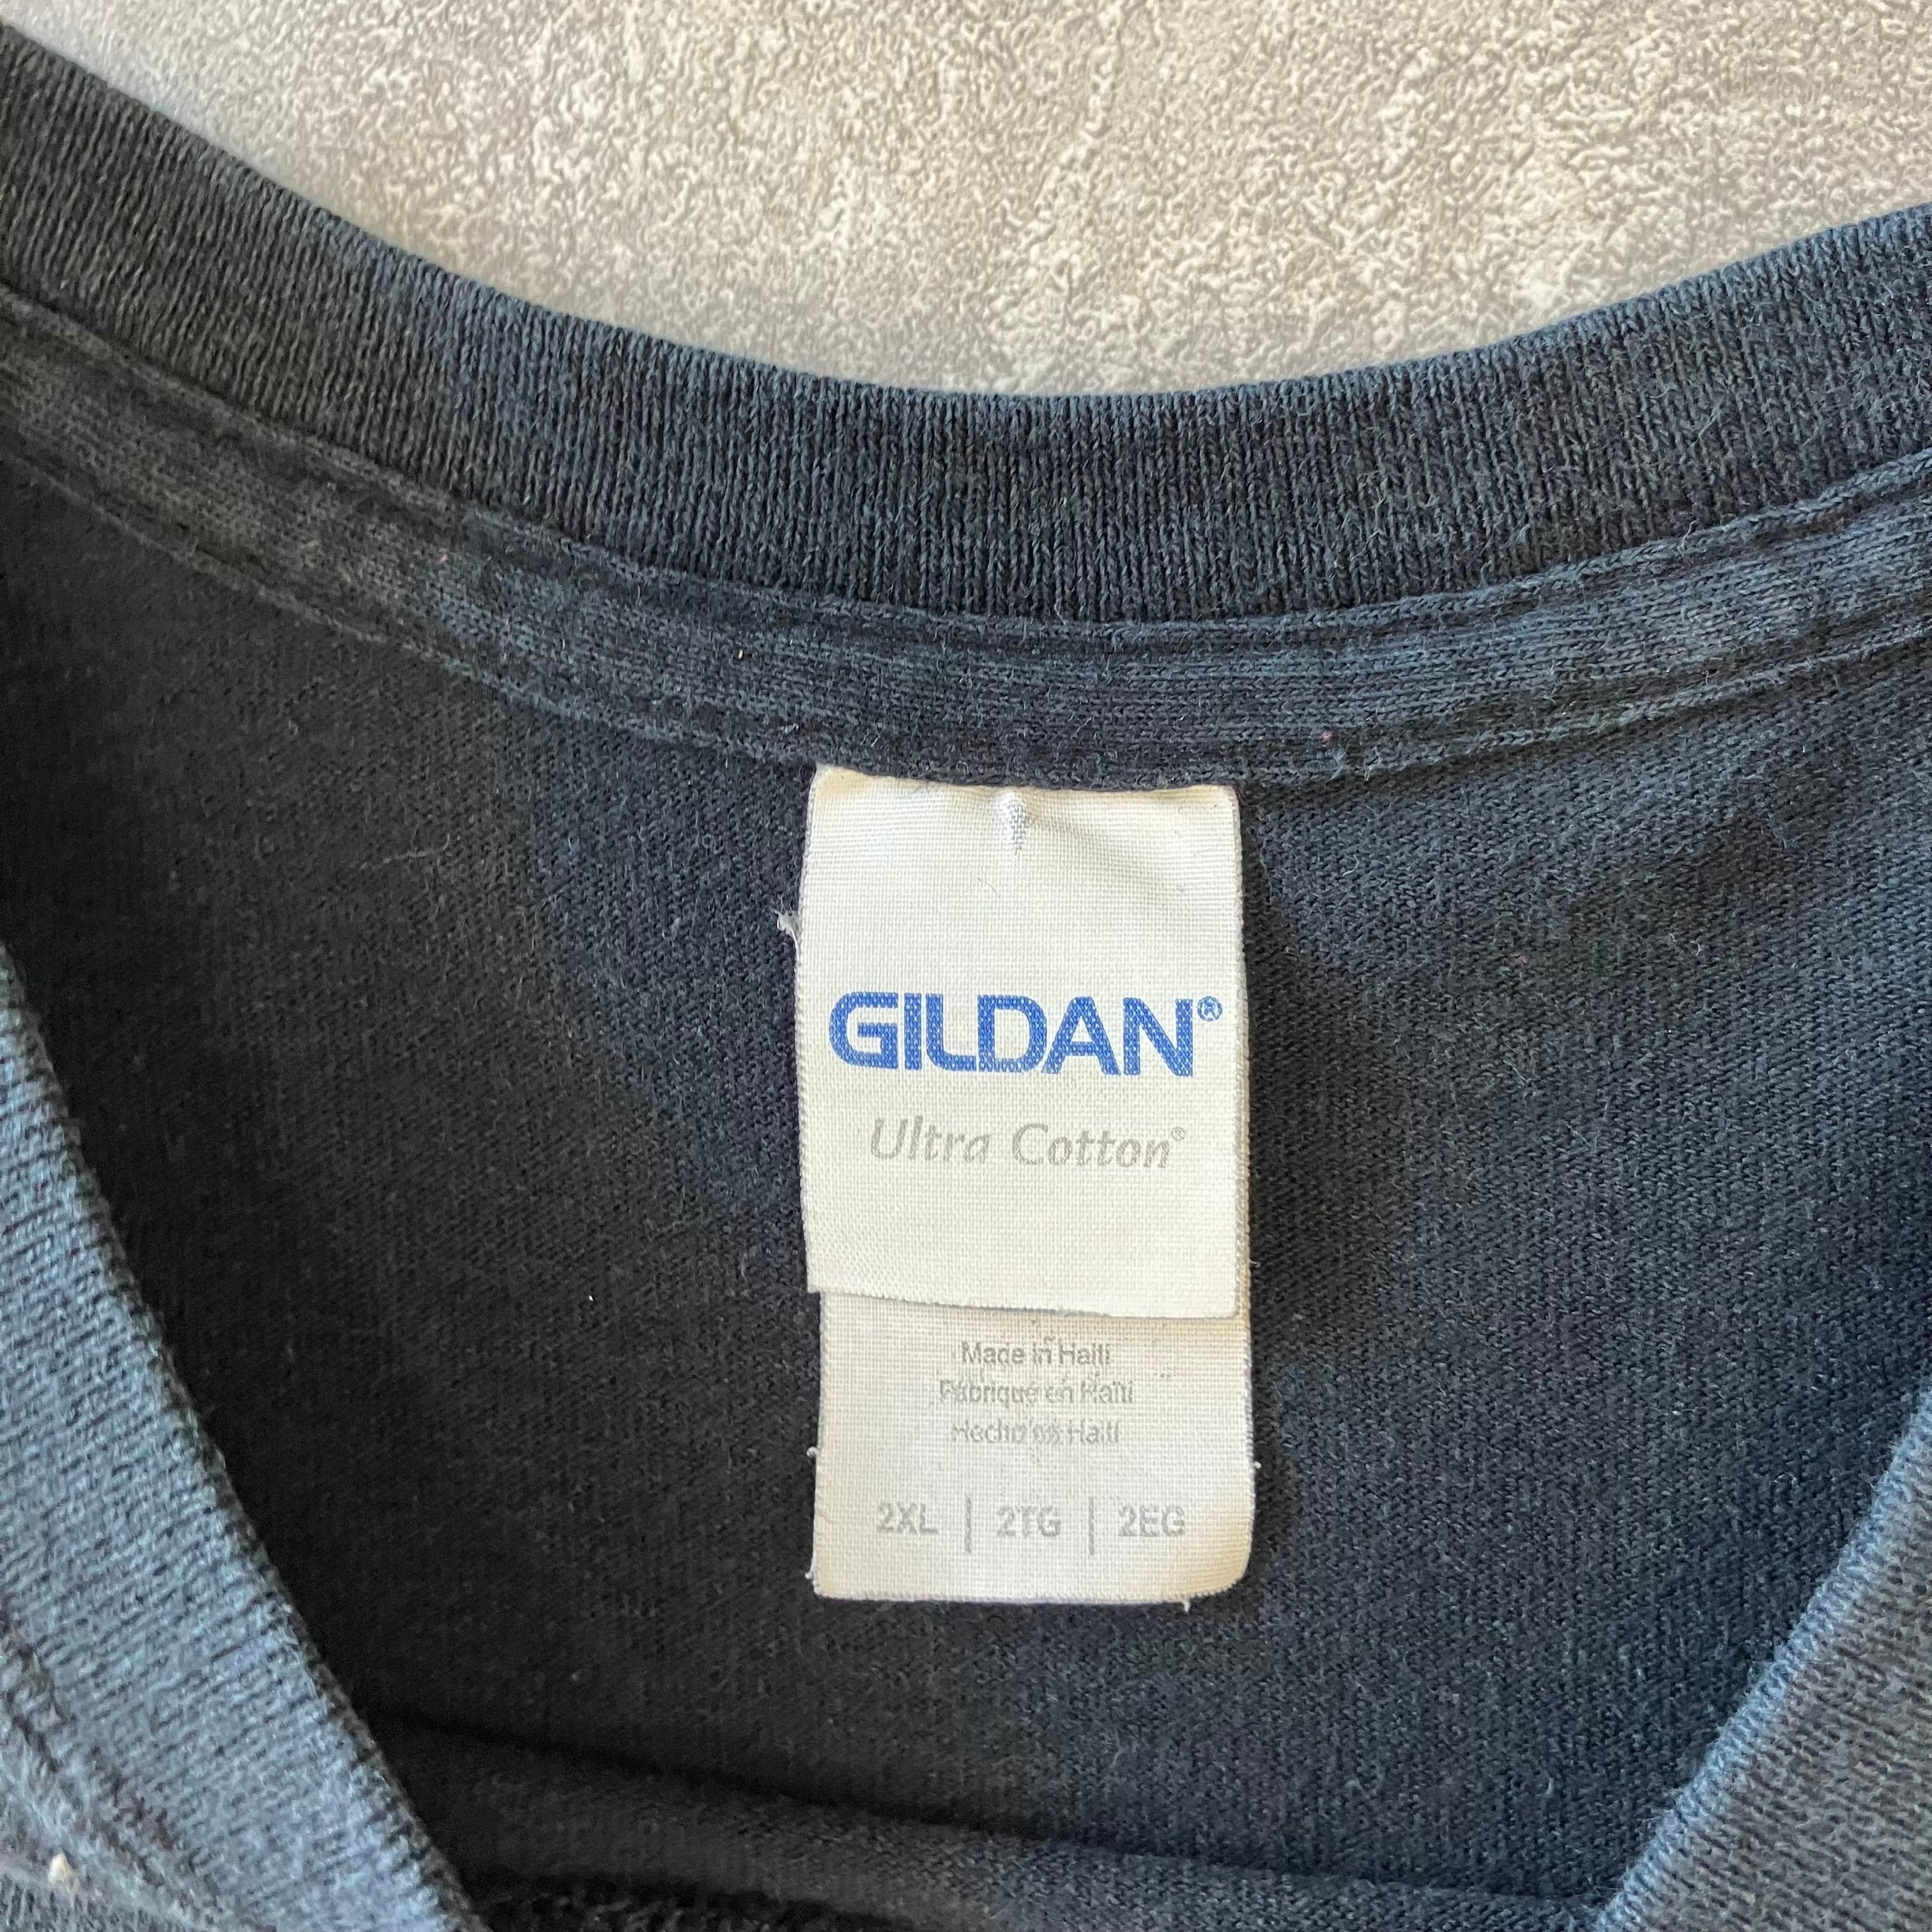 GILDAN®
Ultra Cotton®
Made in Haiti
Fabriqué en Haïti
Hecho en Haití
2XL | 2TG | 2EG